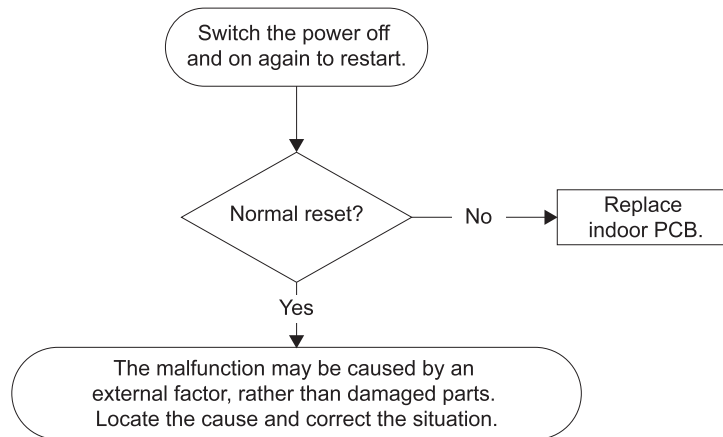 Switch the power off
and on again to restart.
Normal reset?
No
Replace
indoor PCB.
Yes
The malfunction may be caused by an
external factor, rather than damaged parts.
Locate the cause and correct the situation.